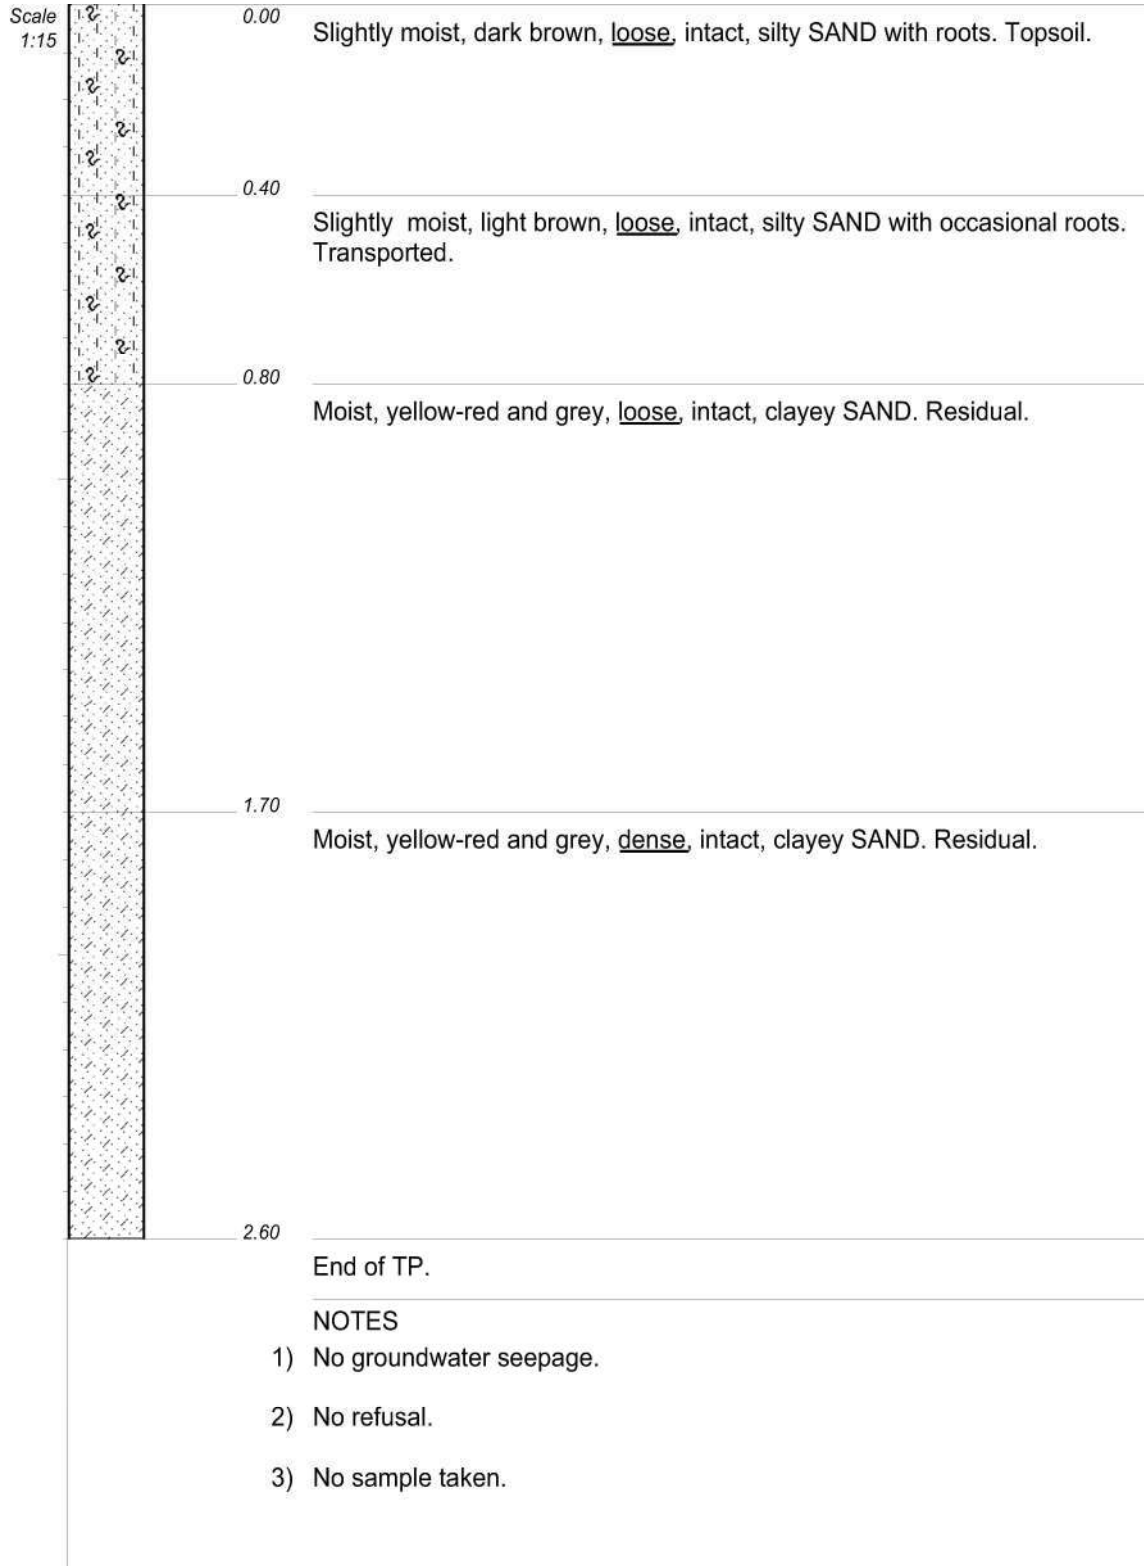 Scale
1:15
0.00
Slightly moist, dark brown, loose, intact, silty SAND with roots. Topsoil.
0.40
Slightly  moist, light brown, loose, intact, silty SAND with occasional roots.
Transported.
0.80
Moist, yellow-red and grey, loose, intact, clayey SAND. Residual.
1.70
Moist, yellow-red and grey, dense, intact, clayey SAND. Residual.
2.60
End of TP.
NOTES
1) No groundwater seepage.
2) No refusal.
3) No sample taken.